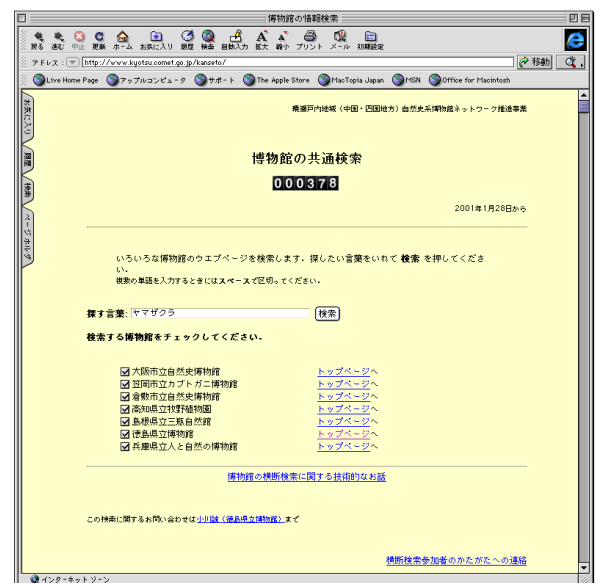 博物館の情報検索
戻る 進む 中止 更新 ホーム お気に入り 履歴 検索 自動入力 拡大 縮小 プリント メール 初期設定
アドレス： http://www.kyotsu.comet.go.jp/kanseto/ 移動
Live Home Page アップルコンピュータ サポート The Apple Store MacTopia Japan MSN Office for Macintosh
お気に入り
履歴
検索
ページ ホルダ
環瀬戸内地域（中国・四国地方）自然史系博物館ネットワーク推進事業
博物館の共通検索
000378
2001年1月28日から
いろいろな博物館のウエブページを検索します。探したい言葉をいれて 検索 を押してくださ
い。
複数の単語を入力するときにはスペースで区切ってください。
探す言葉: ヤマザクラ 検索
検索する博物館をチェックしてください。
大阪市立自然史博物館 トップページへ
笠岡市立カブトガニ博物館 トップページへ
倉敷市立自然史博物館 トップページへ
高知県立牧野植物園 トップページへ
島根県立三瓶自然館 トップページへ
徳島県立博物館 トップページへ
兵庫県立人と自然の博物館 トップページへ
博物館の横断検索に関する技術的なお話
この検索に関するお問い合わせは小川誠（徳島県立博物館）まで
横断検索参加者のかたがたへの連絡
インターネット ゾーン